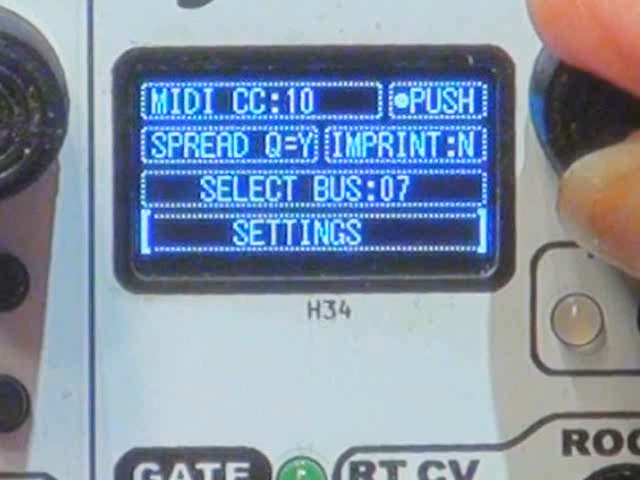 MIDI CC:10 PUSH
SPREAD Q=Y IMPRINT:N
SELECT BUS:07
SETTINGS
H34
ROO
GATE RT CV